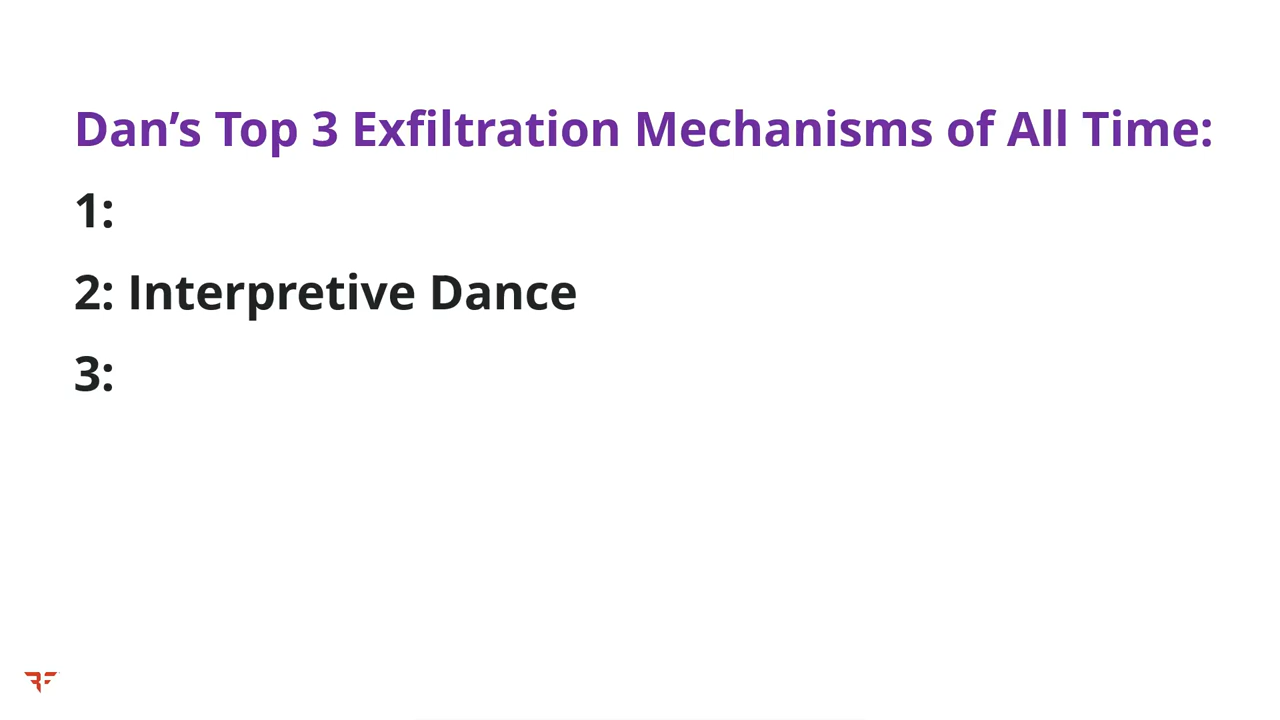 Dan’s Top 3 Exfiltration Mechanisms of All Time:
1:
2: Interpretive Dance
3: